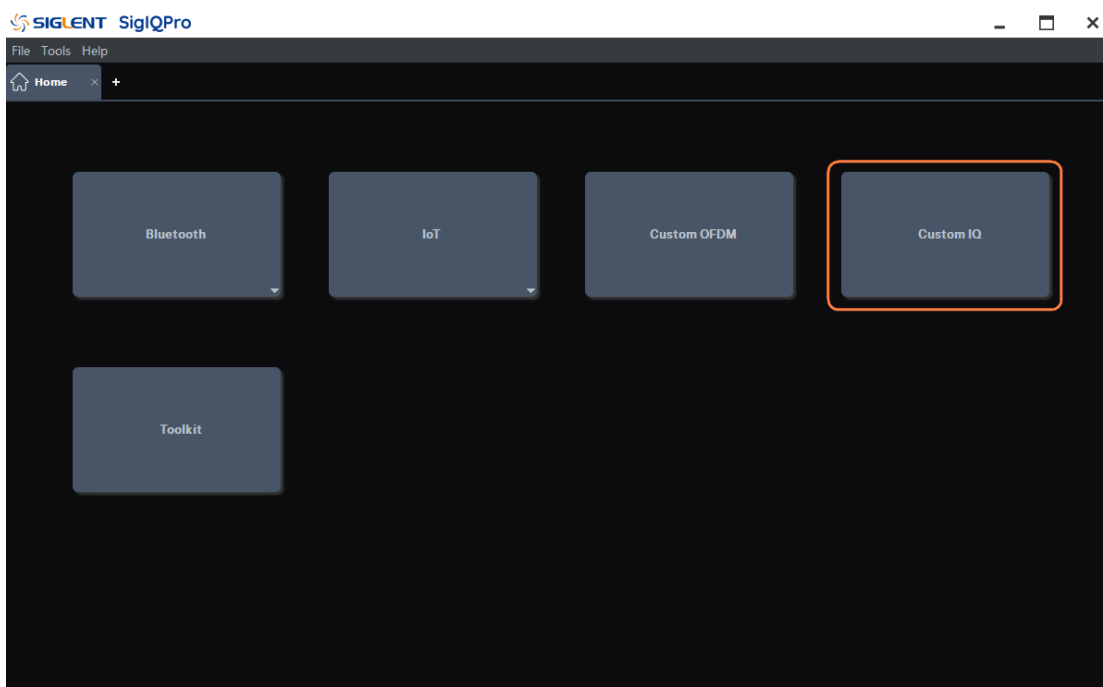 SIGLENT SigIQPro
File Tools Help
Home × +
Bluetooth IoT Custom OFDM Custom IQ
Toolkit